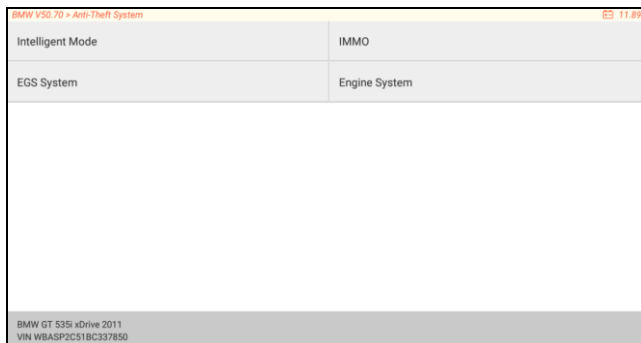 BMW V50.70 > Anti-Theft System 11.89
Intelligent Mode IMMO
EGS System Engine System
BMW GT 535i xDrive 2011
VIN WBASP2C51BC337850